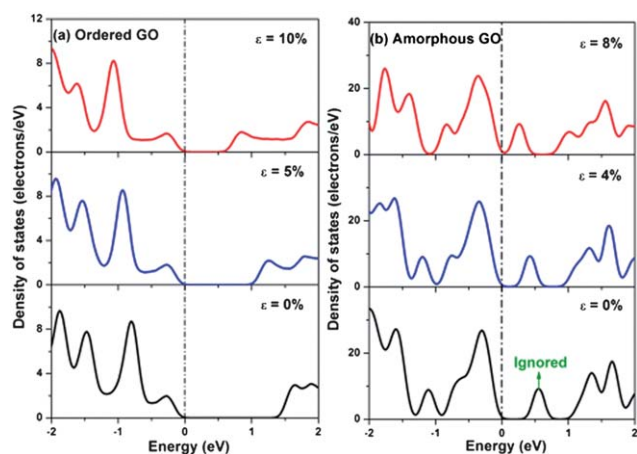 (a) Ordered GO
ε = 10%
ε = 5%
ε = 0%
12
8
4
0
8
4
0
8
4
0
-2 -1 0 1 2
Density of states (electrons/eV)
Energy (eV)
(b) Amorphous GO
ε = 8%
ε = 4%
ε = 0%
Ignored
40
20
0
20
0
20
0
-2 -1 0 1 2
Density of states (electrons/eV)
Energy (eV)